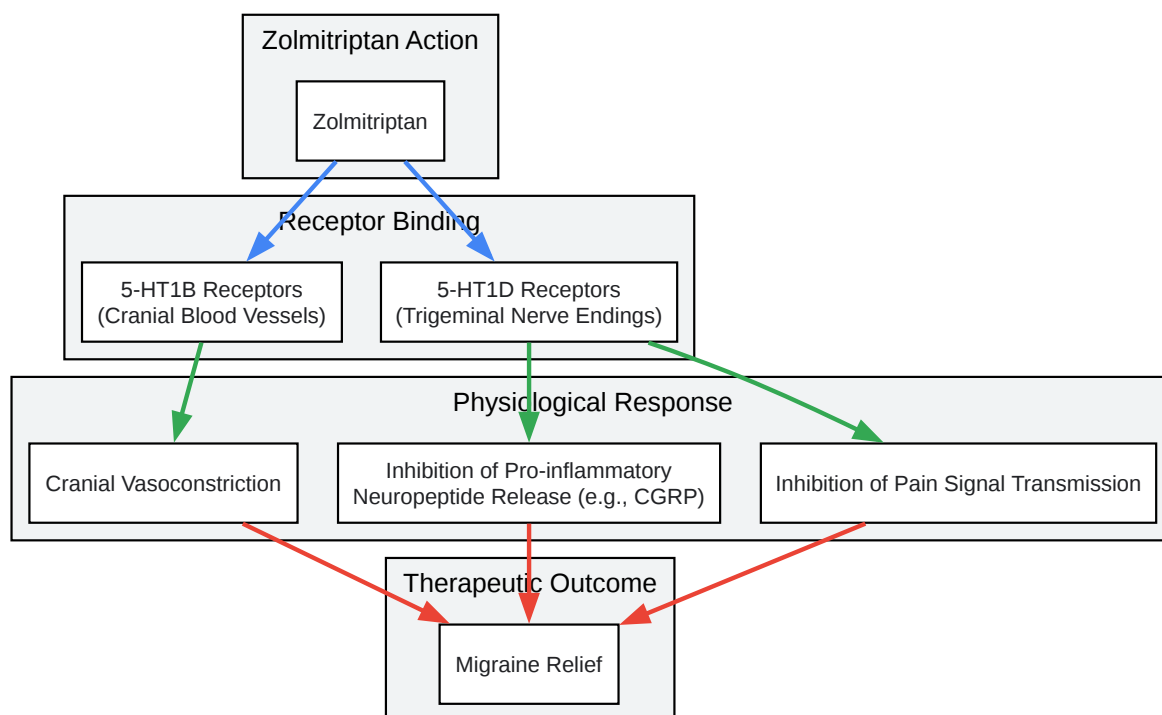 Zolmitriptan Action
Zolmitriptan
Receptor Binding
5-HT1B Receptors
(Cranial Blood Vessels)
5-HT1D Receptors
(Trigeminal Nerve Endings)
Physiological Response
Cranial Vasoconstriction
Inhibition of Pro-inflammatory
Neuropeptide Release (e.g., CGRP)
Inhibition of Pain Signal Transmission
Therapeutic Outcome
Migraine Relief